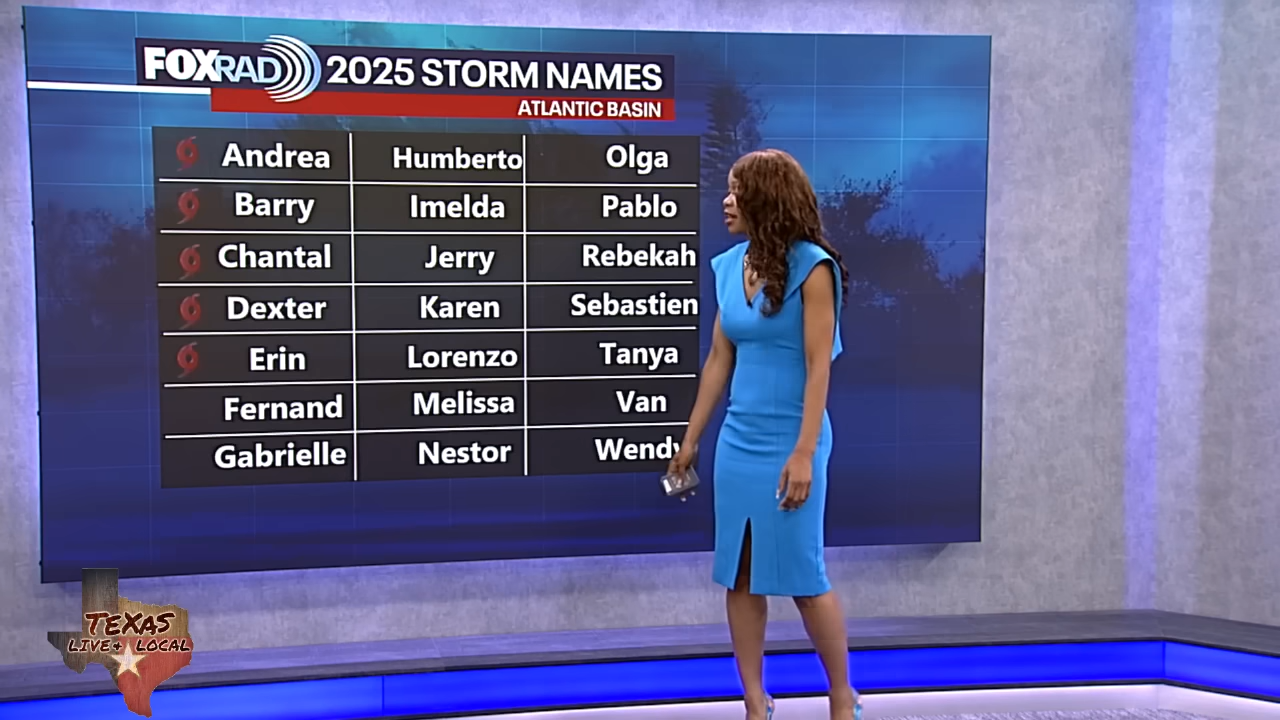 FOXRAD 2025 STORM NAMES
ATLANTIC BASIN
Andrea Humberto Olga
Barry Imelda Pablo
Chantal Jerry Rebekah
Dexter Karen Sebastien
Erin Lorenzo Tanya
Fernand Melissa Van
Gabrielle Nestor Wendy
TEXAS
LIVE & LOCAL